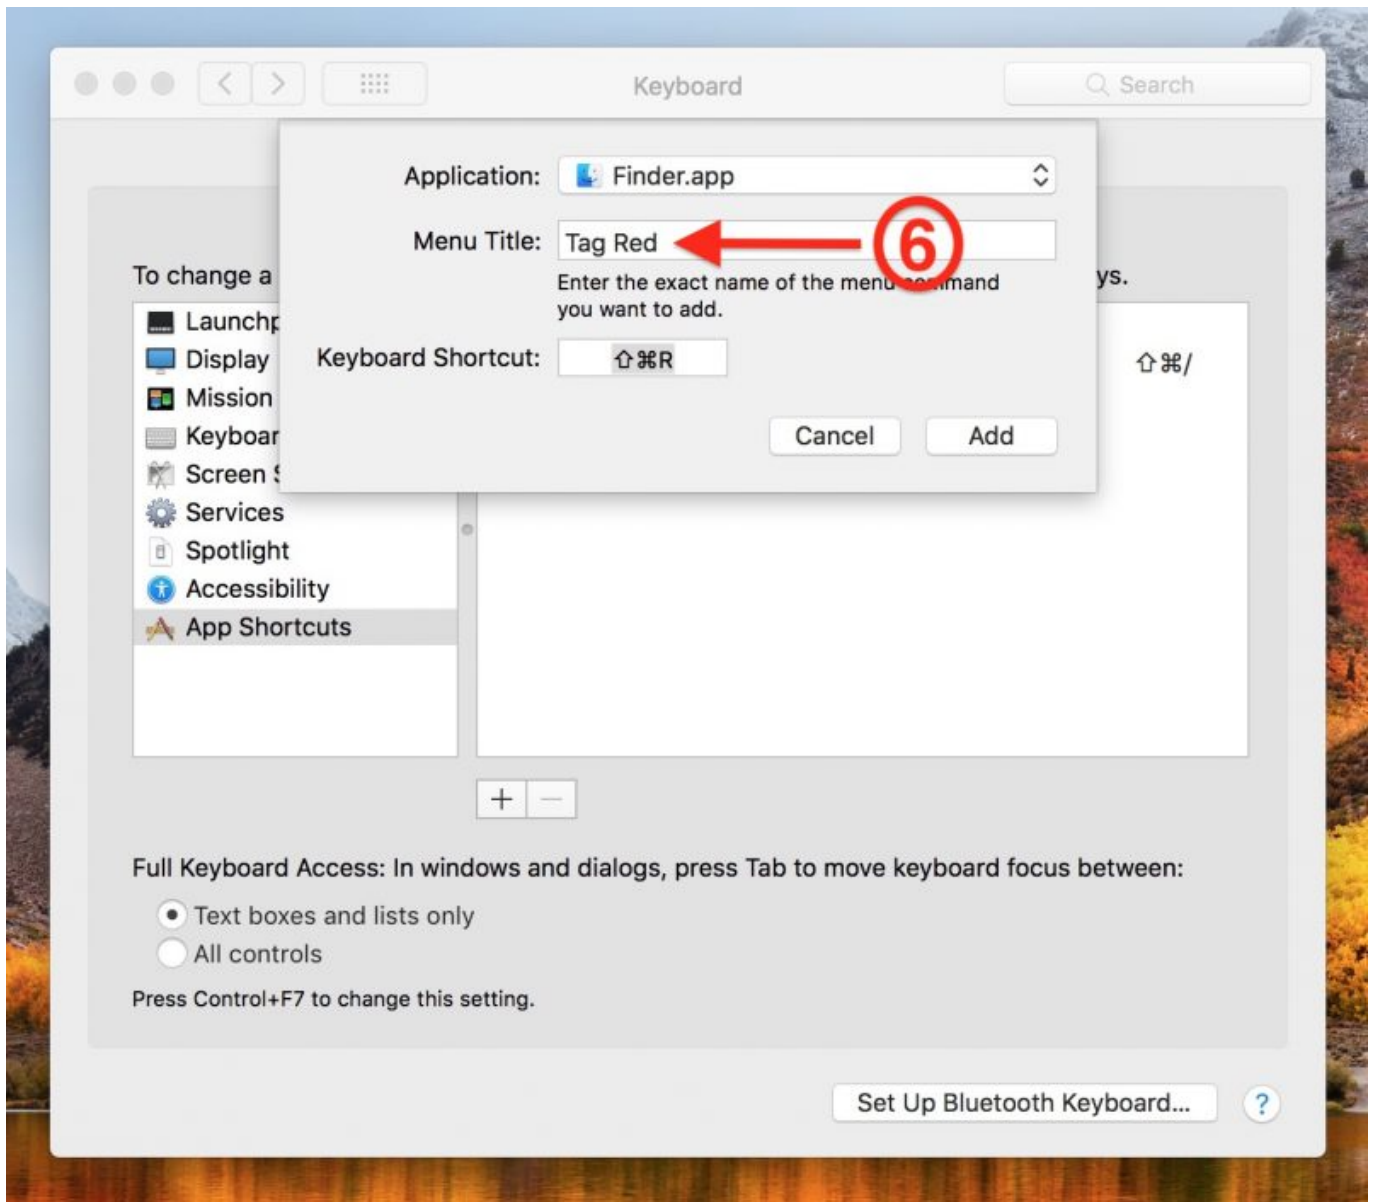 Keyboard
Search
Application: Finder.app
Menu Title: Tag Red
6
Enter the exact name of the menu command
you want to add.
Keyboard Shortcut: ⇧⌘R
Cancel Add
To change a
ys.
Launchp
Display
⇧⌘/
Mission
Keyboar
Screen S
Services
Spotlight
Accessibility
App Shortcuts
+ −
Full Keyboard Access: In windows and dialogs, press Tab to move keyboard focus between:
Text boxes and lists only
All controls
Press Control+F7 to change this setting.
Set Up Bluetooth Keyboard... ?